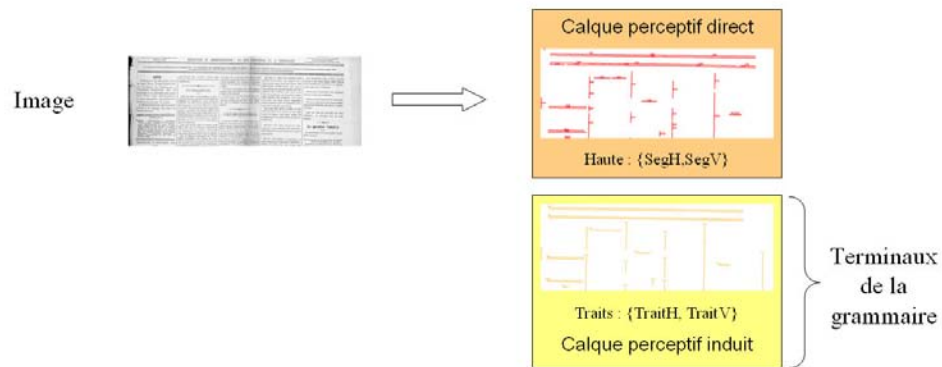 Calque perceptif direct
Image
Haute : {SegH,SegV}
Terminaux
de la
grammaire
Traits : {TraitH, TraitV}
Calque perceptif induit